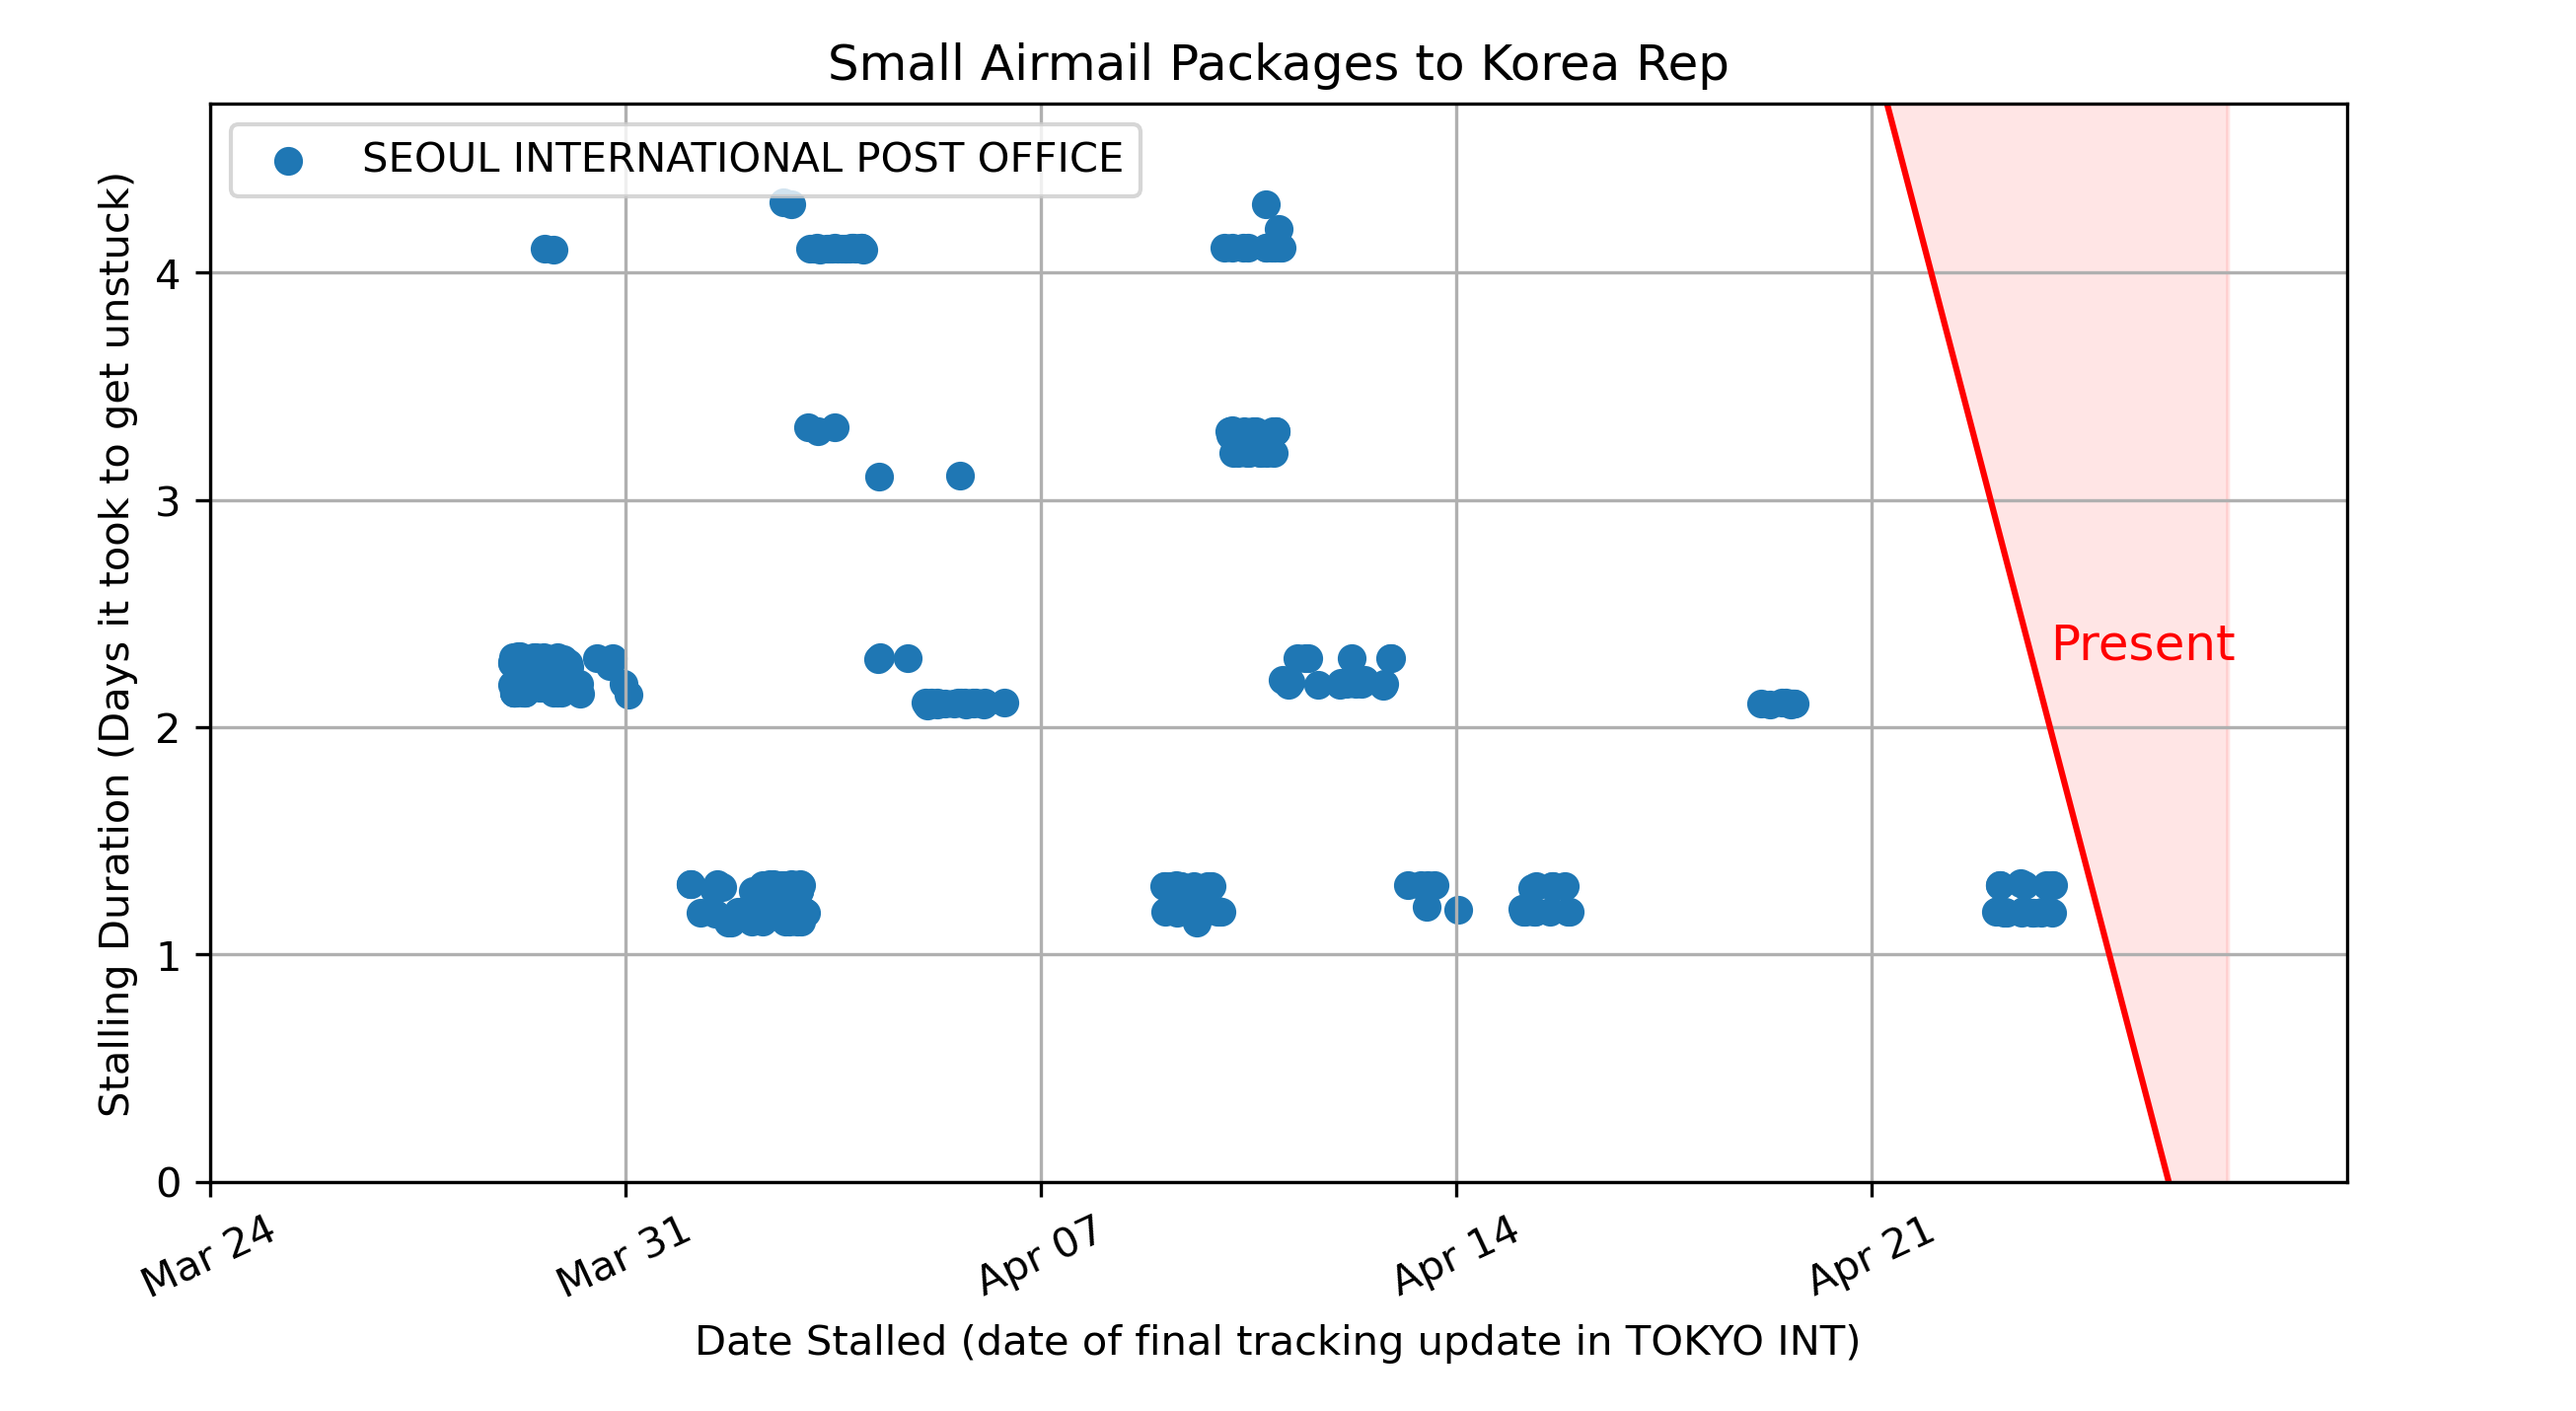 Small Airmail Packages to Korea Rep
SEOUL INTERNATIONAL POST OFFICE
Stalling Duration (Days it took to get unstuck)
4
3
2
1
0
Present
Mar 24
Mar 31
Apr 07
Apr 14
Apr 21
Date Stalled (date of final tracking update in TOKYO INT)